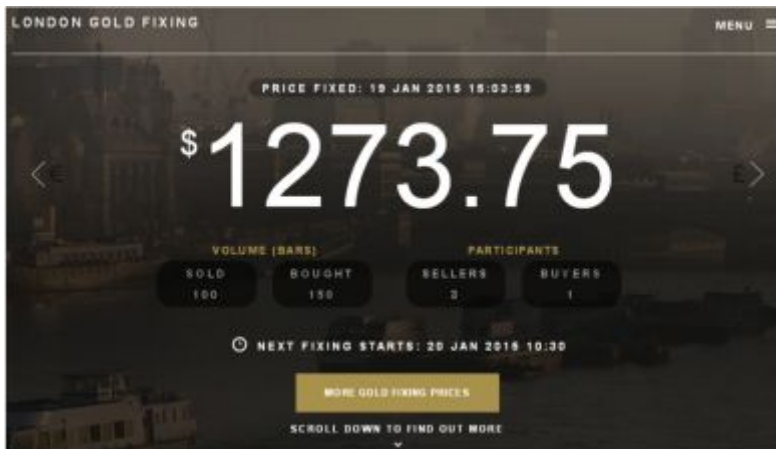 LONDON GOLD FIXING
MENU
PRICE FIXED: 19 JAN 2015 15:03:59
$1273.75
€
£
VOLUME (BARS)
PARTICIPANTS
SOLD
BOUGHT
SELLERS
BUYERS
100
150
1
NEXT FIXING STARTS: 20 JAN 2015 10:30
MORE GOLD FIXING PRICES
SCROLL DOWN TO FIND OUT MORE